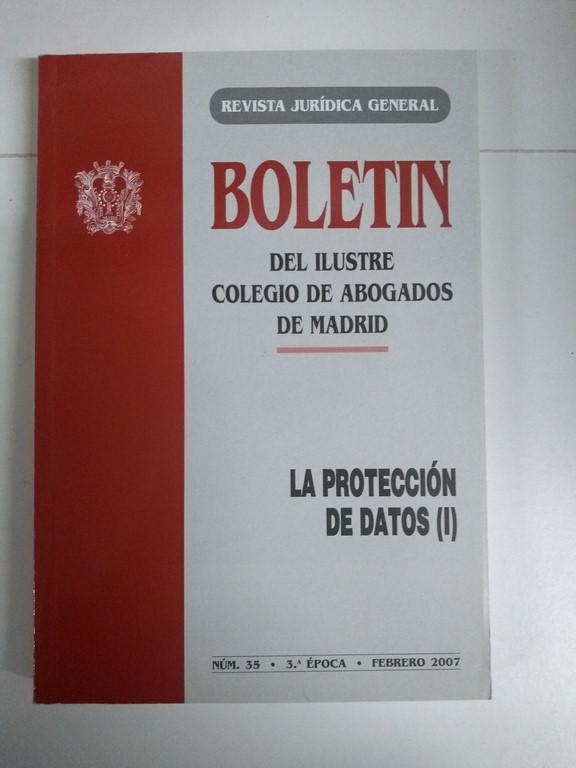 REVISTA JURÍDICA GENERAL
BOLETIN
DEL ILUSTRE
COLEGIO DE ABOGADOS
DE MADRID
LA PROTECCIÓN
DE DATOS (I)
NÚM. 35 • 3.ª ÉPOCA • FEBRERO 2007